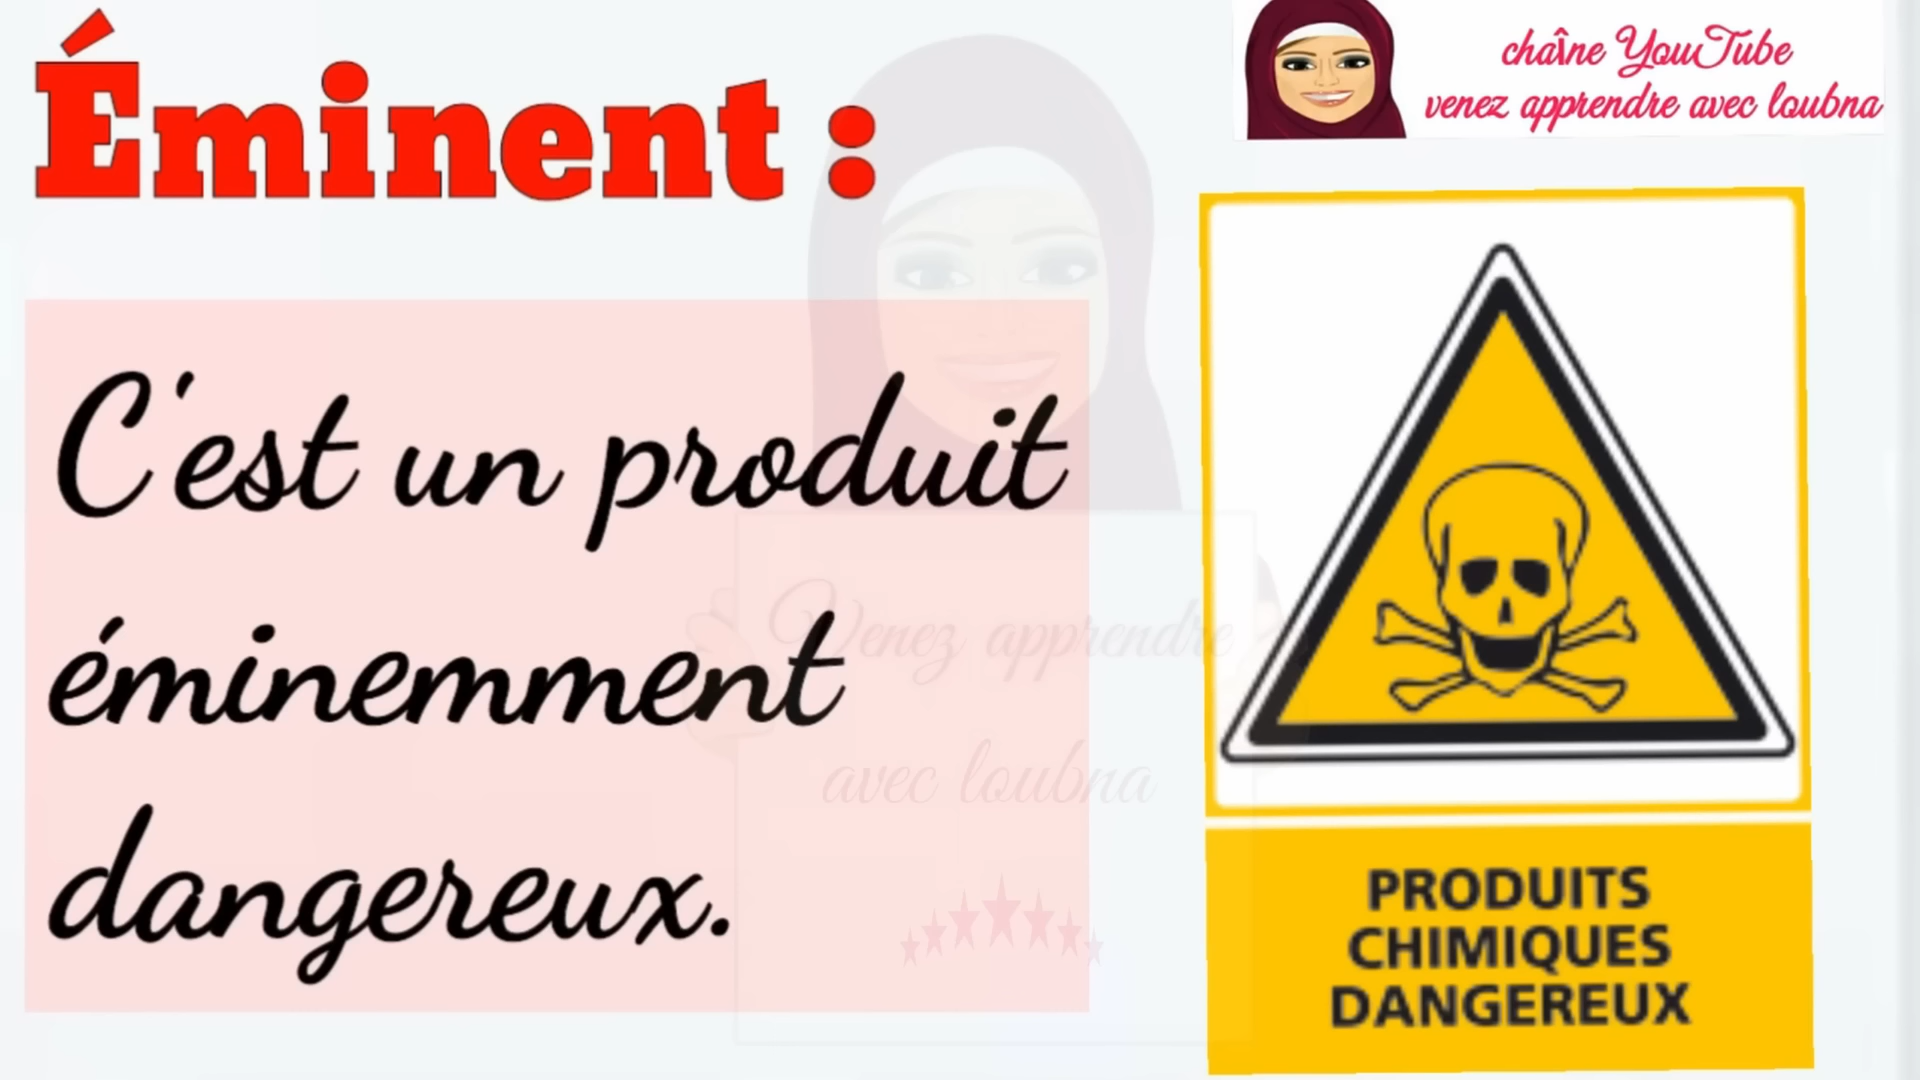 Éminent :
chaîne YouTube
venez apprendre avec loubna
C'est un produit
éminemment
dangereux.
Venez apprendre
avec loubna
PRODUITS
CHIMIQUES
DANGEREUX